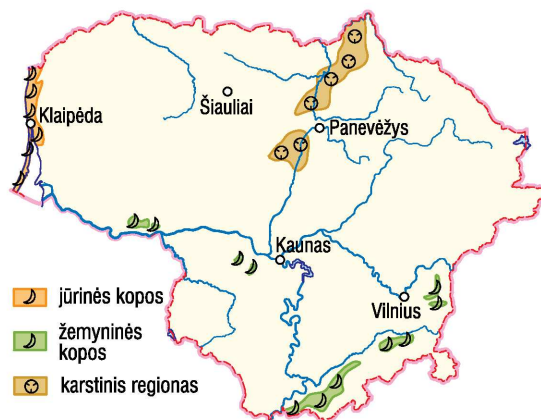 Klaipėda
Šiauliai
Panevėžys
Kaunas
Vilnius
jūrinės kopos
žemyninės
kopos
karstinis regionas